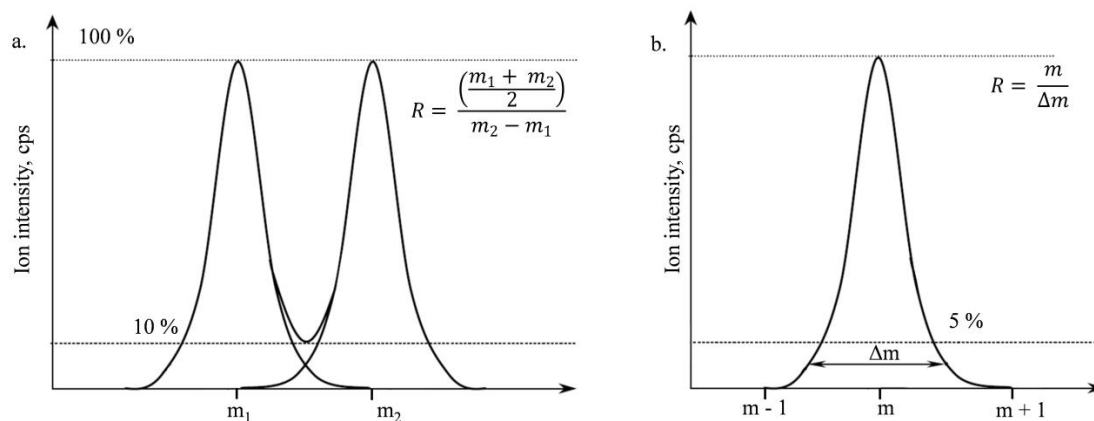 a.
100 %
R = ((m₁ + m₂)/2)/(m₂ − m₁)
10 %
Ion intensity, cps
m₁
m₂
b.
R = m/Δm
5 %
Δm
Ion intensity, cps
m - 1
m
m + 1